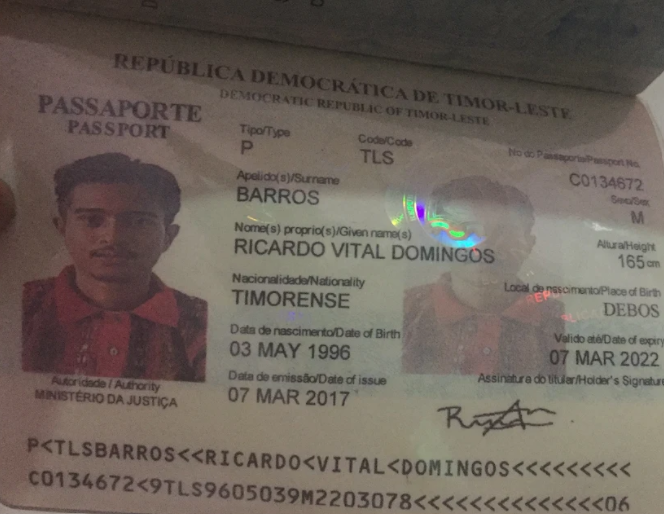 REPÚBLICA DEMOCRÁTICA DE TIMOR-LESTE
DEMOCRATIC REPUBLIC OF TIMOR-LESTE
PASSAPORTE
PASSPORT
Tipo/Type
P
Code/Code
TLS
No do Passaporte/Passport No.
C0134672
Sexo/Sex
M
Apelido(s)/Surname
BARROS
Nome(s) proprio(s)/Given name(s)
RICARDO VITAL DOMINGOS
Altura/Height
165cm
Nacionalidade/Nationality
TIMORENSE
Local de nascimento/Place of Birth
DEBOS
Data de nascimento/Date of Birth
03 MAY 1996
Valido até/Date of expiry
07 MAR 2022
Data de emissão/Date of issue
07 MAR 2017
Assinatura do titular/Holder's Signature
Autoridade / Authority
MINISTÉRIO DA JUSTIÇA
P<TLSBARROS<<RICARDO<VITAL<DOMINGOS<<<<<<<<<
C0134672<9TLS9605039M2203078<<<<<<<<<<<<<<06